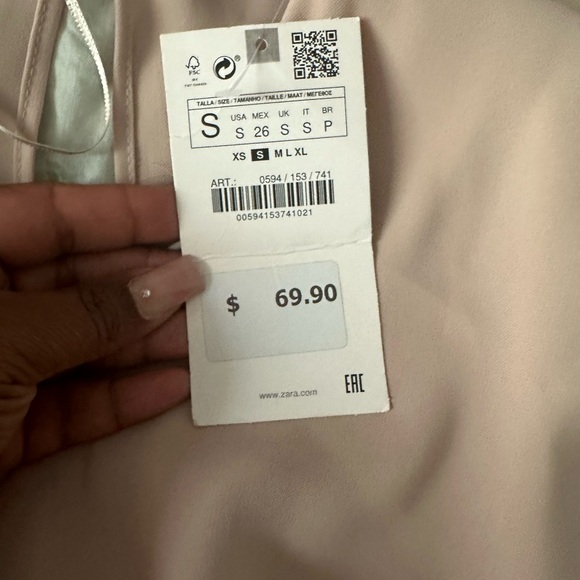 FSC
TALLA / SIZE / TAMANHO / TAILLE / MAAT / ΜΕΓΕΘΟΣ
S
USA MEX UK IT BR
S 26 S S P
XS S M L XL
ART.: 0594 / 153 / 741
00594153741021
$ 69.90
www.zara.com
EAC